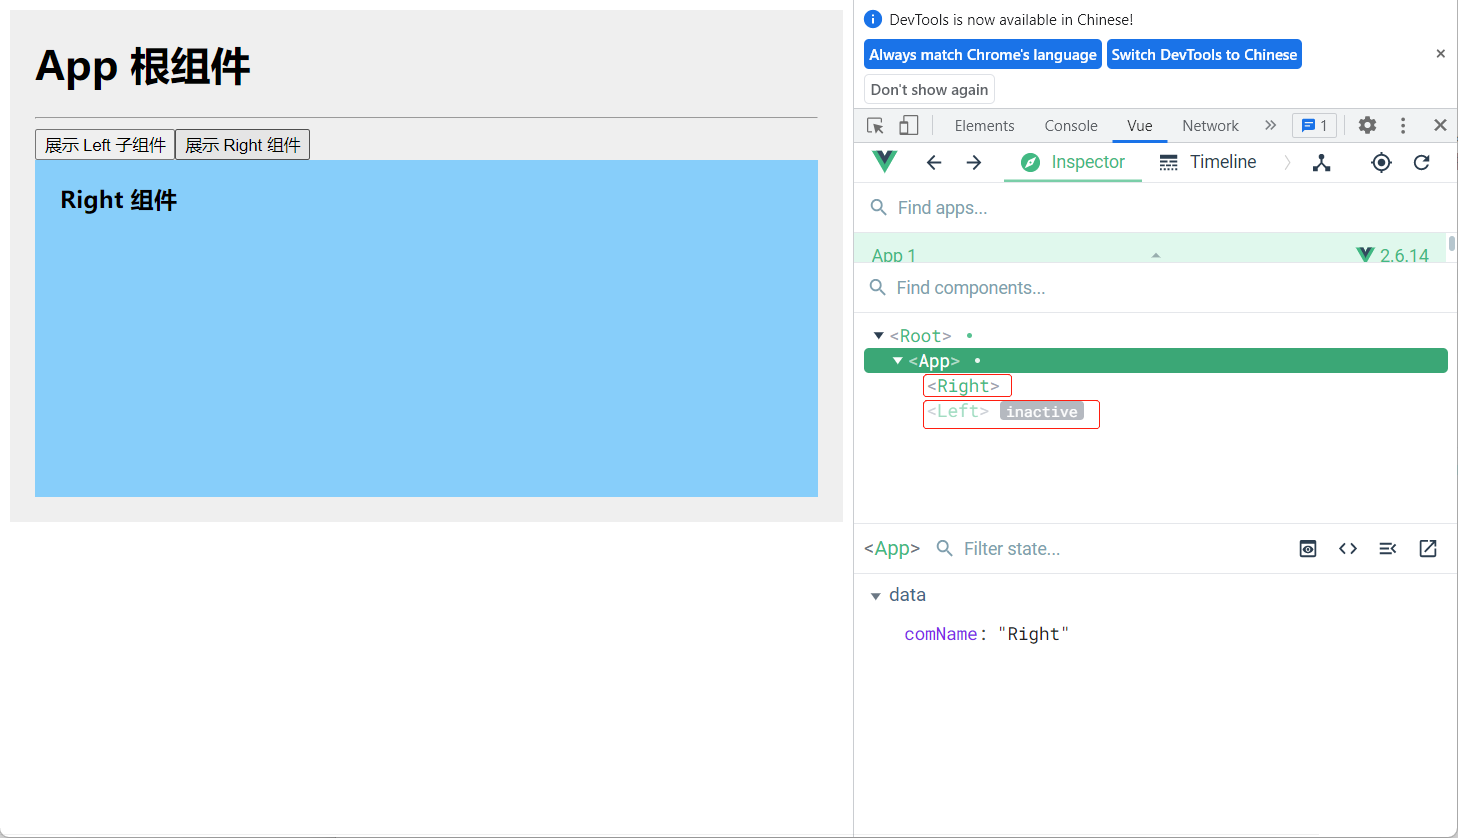 App 根组件
展示 Left 子组件 展示 Right 组件
Right 组件
DevTools is now available in Chinese!
Always match Chrome's language Switch DevTools to Chinese
Don't show again
Elements Console Vue Network » 1
Inspector Timeline
Find apps...
App 1 2.6.14
Find components...
<Root>
<App>
<Right>
<Left> inactive
<App> Filter state...
data
comName: "Right"